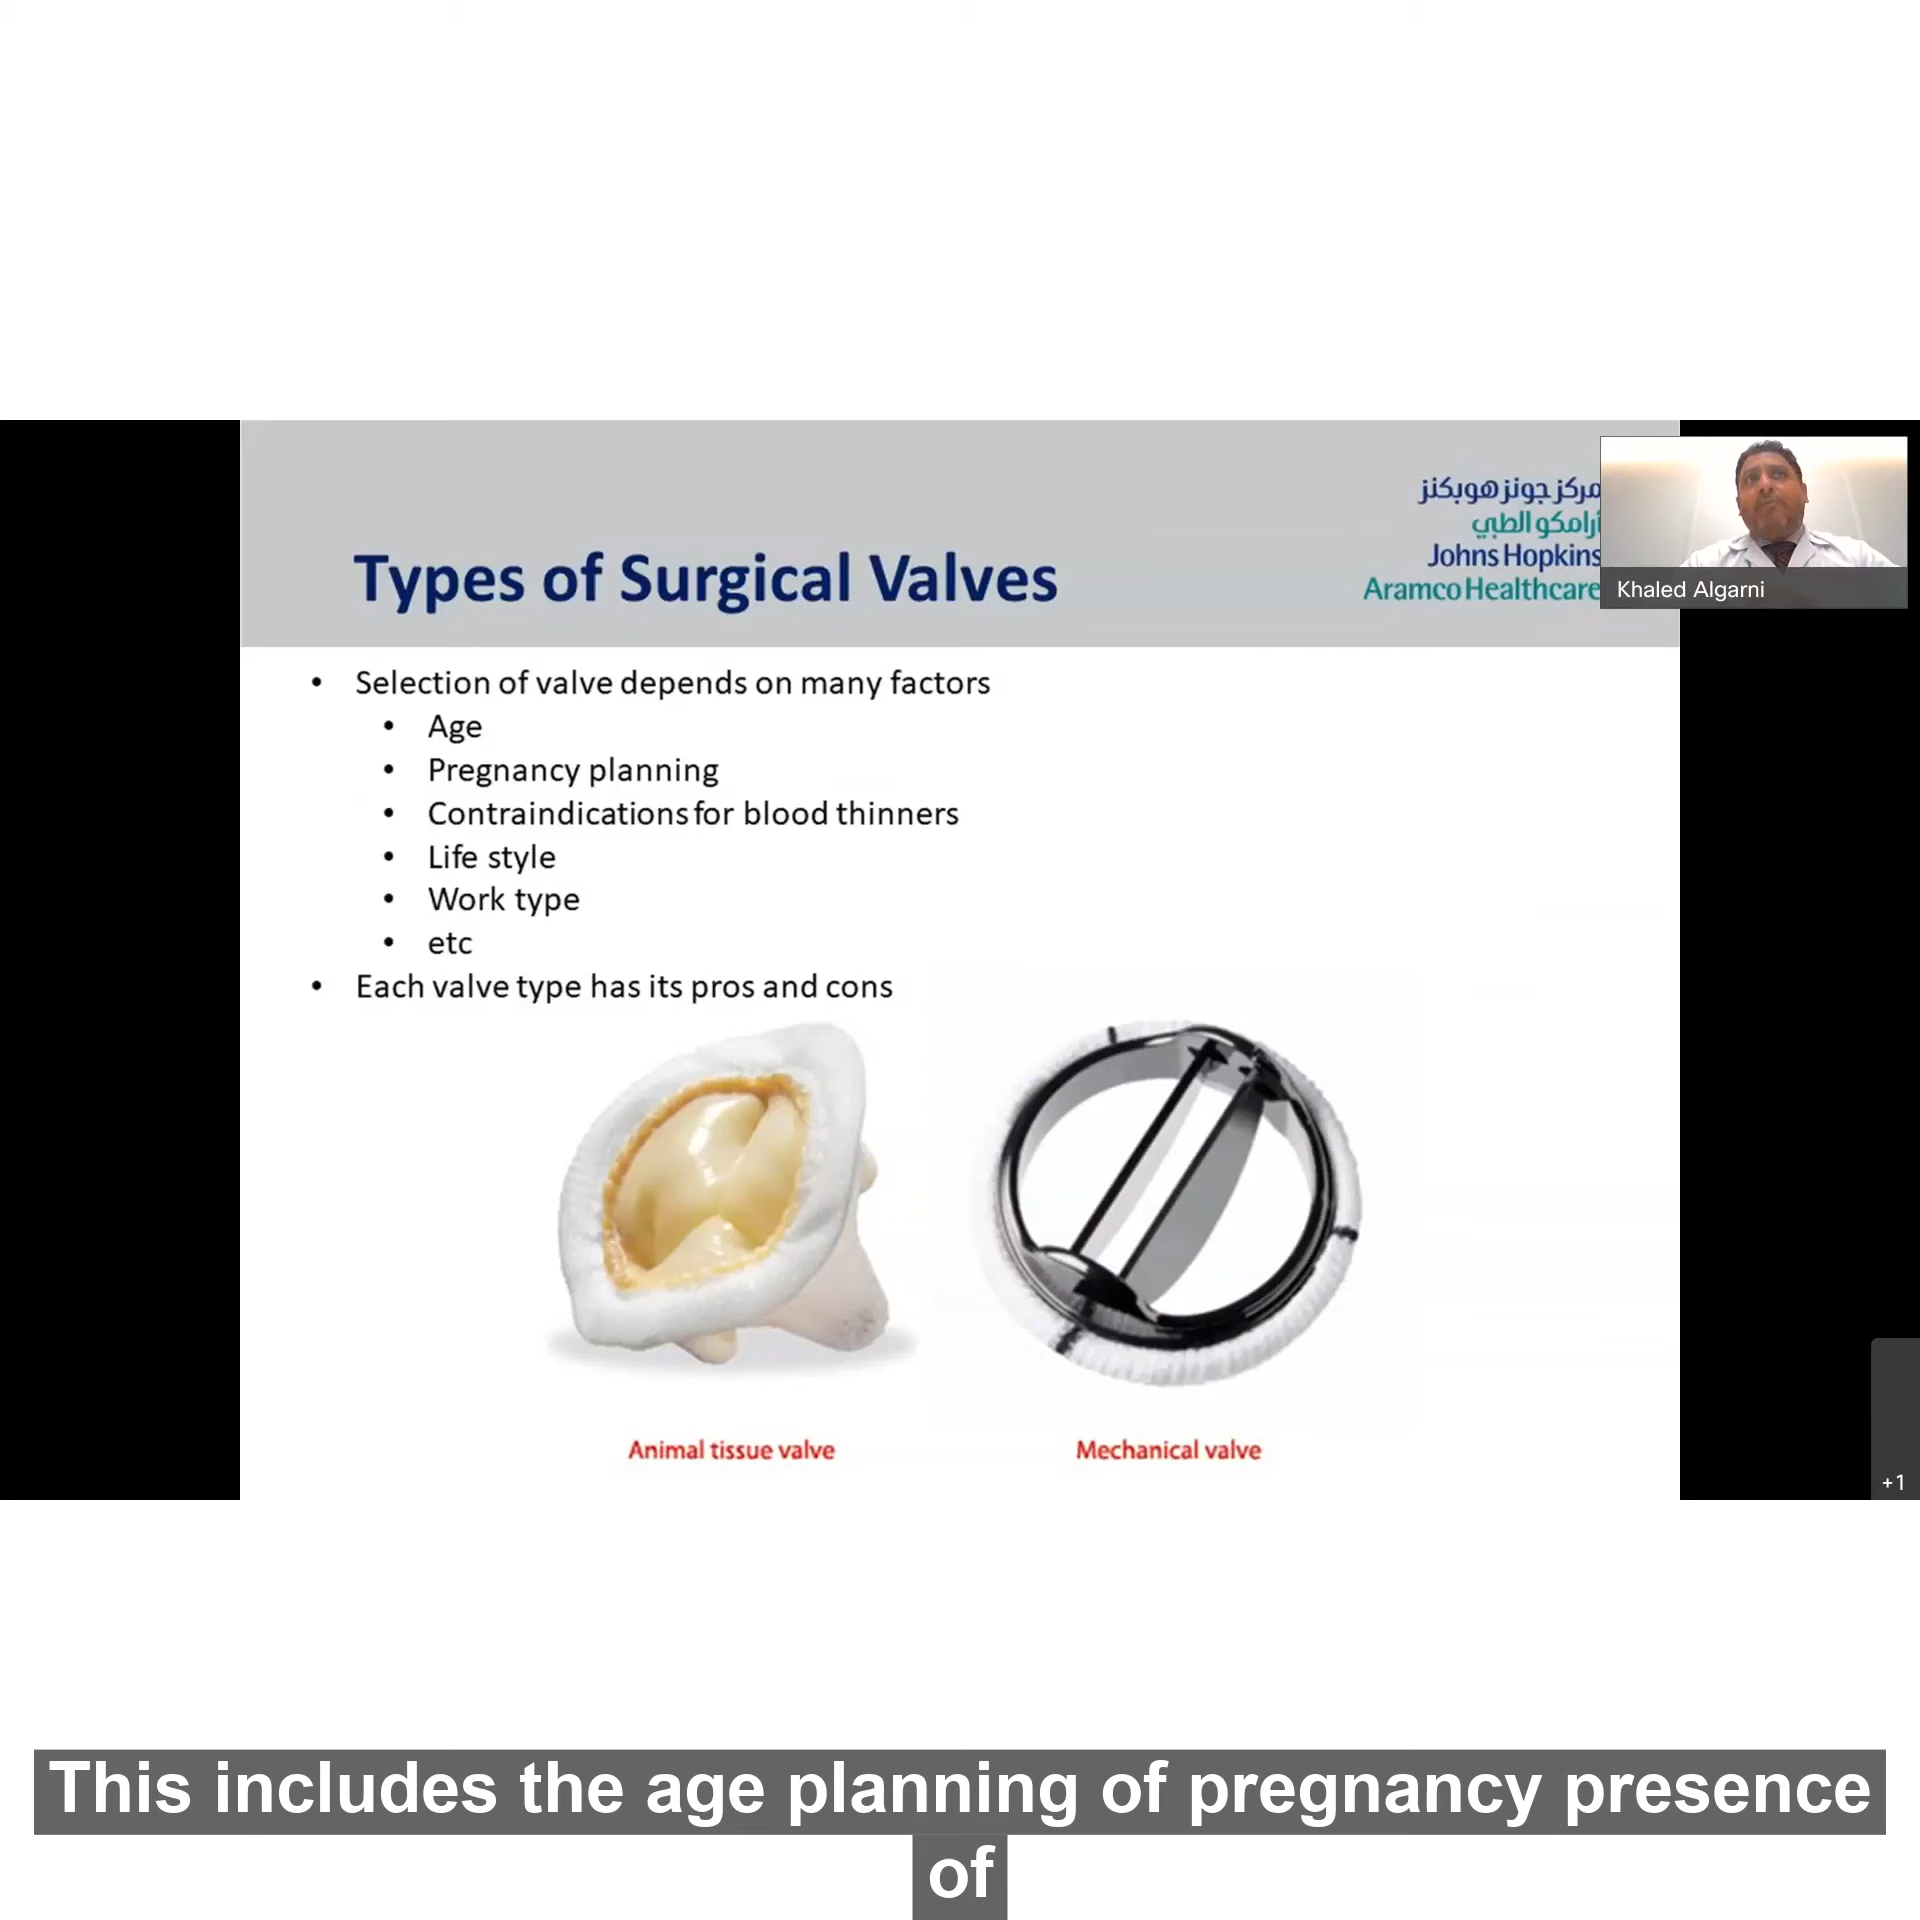 مركز جونز هوبكنز
أرامكو الطبي
Johns Hopkins
Aramco Healthcare
Khaled Algarni
Types of Surgical Valves
• Selection of valve depends on many factors
• Age
• Pregnancy planning
• Contraindications for blood thinners
• Life style
• Work type
• etc
• Each valve type has its pros and cons
Animal tissue valve
Mechanical valve
+1
This includes the age planning of pregnancy presence
of